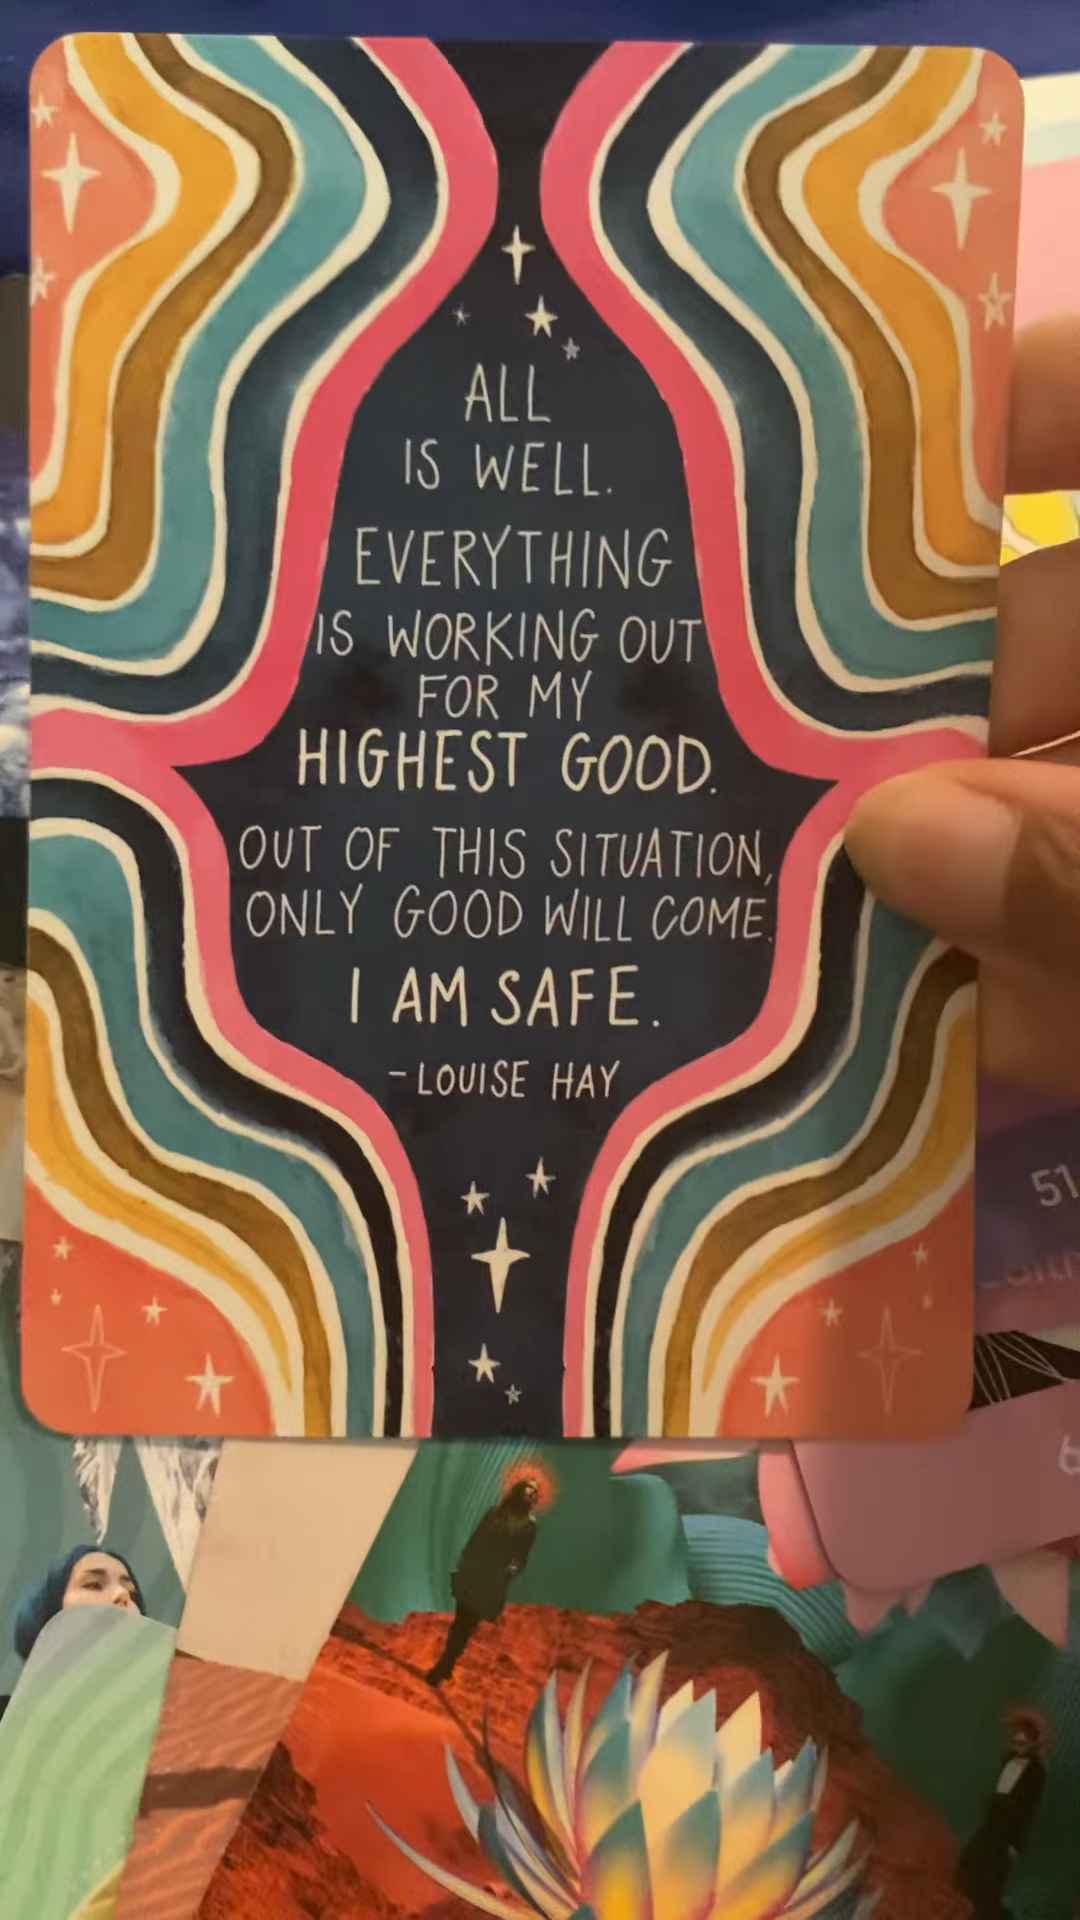 ALL
IS WELL.
EVERYTHING
IS WORKING OUT
FOR MY
HIGHEST GOOD.
OUT OF THIS SITUATION,
ONLY GOOD WILL COME.
I AM SAFE.
- LOUISE HAY
51